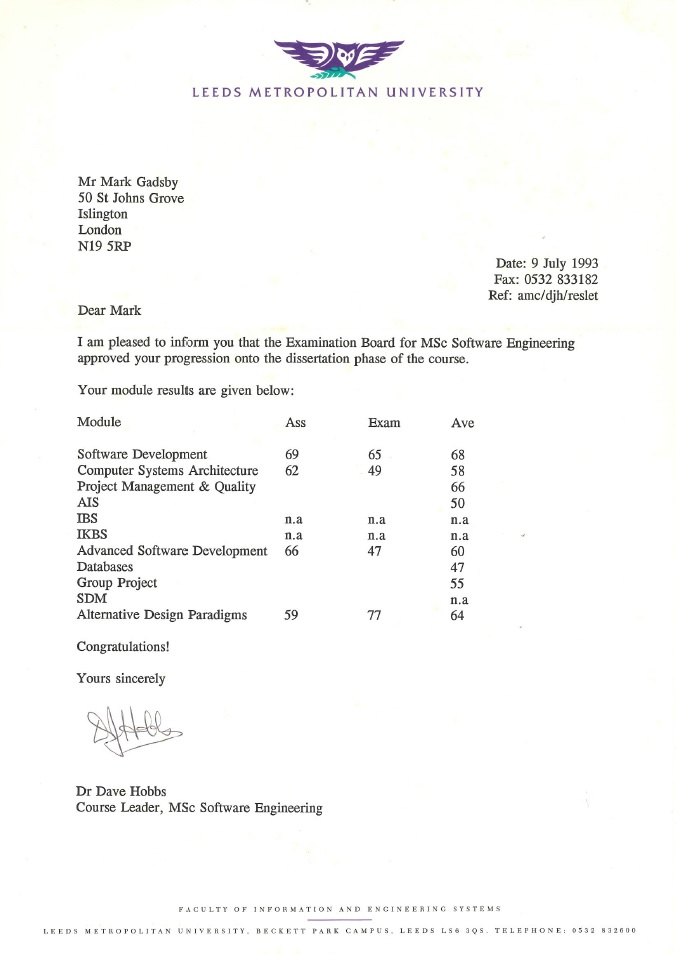 LEEDS METROPOLITAN UNIVERSITY
Mr Mark Gadsby
50 St Johns Grove
Islington
London
N19 5RP
Date: 9 July 1993
Fax: 0532 833182
Ref: amc/djh/reslet
Dear Mark
I am pleased to inform you that the Examination Board for MSc Software Engineering
approved your progression onto the dissertation phase of the course.
Your module results are given below:
Module Ass Exam Ave
Software Development 69 65 68
Computer Systems Architecture 62 49 58
Project Management & Quality 66
AIS 50
IBS n.a n.a n.a
IKBS n.a n.a n.a
Advanced Software Development 66 47 60
Databases 47
Group Project 55
SDM n.a
Alternative Design Paradigms 59 77 64
Congratulations!
Yours sincerely
DJHobbs
Dr Dave Hobbs
Course Leader, MSc Software Engineering
FACULTY OF INFORMATION AND ENGINEERING SYSTEMS
LEEDS METROPOLITAN UNIVERSITY, BECKETT PARK CAMPUS, LEEDS LS6 3QS. TELEPHONE: 0532 832600